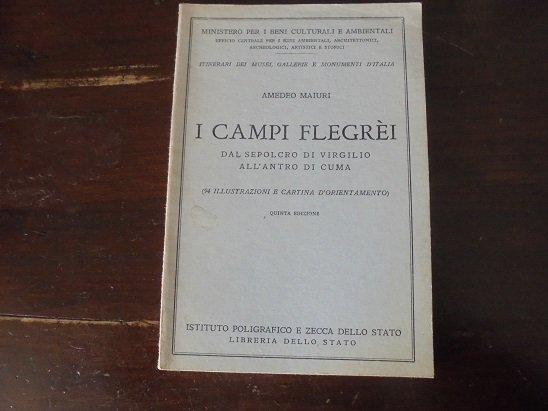 MINISTERO PER I BENI CULTURALI E AMBIENTALI
UFFICIO CENTRALE PER I BENI AMBIENTALI, ARCHITETTONICI,
ARCHEOLOGICI, ARTISTICI E STORICI
ITINERARI DEI MUSEI, GALLERIE E MONUMENTI D'ITALIA
AMEDEO MAIURI
I CAMPI FLEGRÈI
DAL SEPOLCRO DI VIRGILIO
ALL'ANTRO DI CUMA
(94 ILLUSTRAZIONI E CARTINA D'ORIENTAMENTO)
QUINTA EDIZIONE
ISTITUTO POLIGRAFICO E ZECCA DELLO STATO
LIBRERIA DELLO STATO